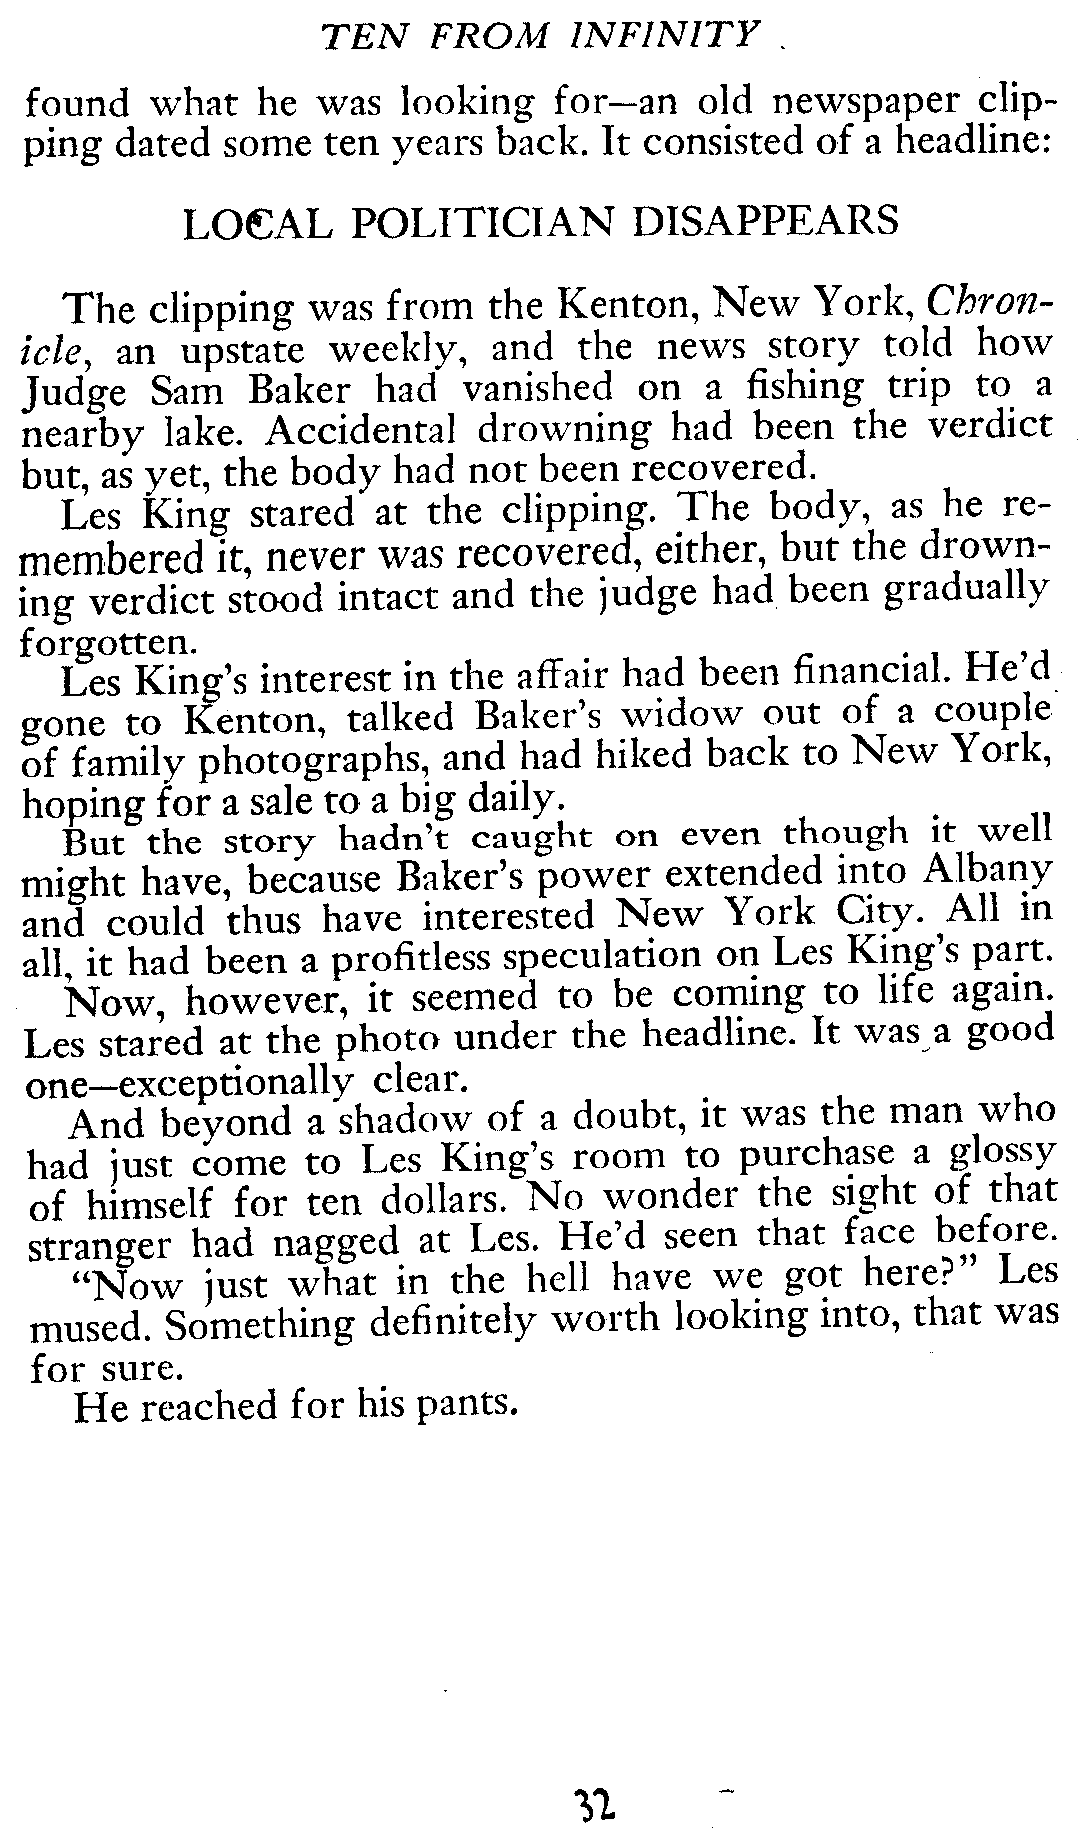 TEN FROM INFINITY
found what he was looking for—an old newspaper clip-
ping dated some ten years back. It consisted of a headline:
LOCAL POLITICIAN DISAPPEARS
The clipping was from the Kenton, New York, Chron-
icle, an upstate weekly, and the news story told how
Judge Sam Baker had vanished on a fishing trip to a
nearby lake. Accidental drowning had been the verdict
but, as yet, the body had not been recovered.
Les King stared at the clipping. The body, as he re-
membered it, never was recovered, either, but the drown-
ing verdict stood intact and the judge had been gradually
forgotten.
Les King's interest in the affair had been financial. He'd
gone to Kenton, talked Baker's widow out of a couple
of family photographs, and had hiked back to New York,
hoping for a sale to a big daily.
But the story hadn't caught on even though it well
might have, because Baker's power extended into Albany
and could thus have interested New York City. All in
all, it had been a profitless speculation on Les King's part.
Now, however, it seemed to be coming to life again.
Les stared at the photo under the headline. It was a good
one—exceptionally clear.
And beyond a shadow of a doubt, it was the man who
had just come to Les King's room to purchase a glossy
of himself for ten dollars. No wonder the sight of that
stranger had nagged at Les. He'd seen that face before.
"Now just what in the hell have we got here?" Les
mused. Something definitely worth looking into, that was
for sure.
He reached for his pants.
32